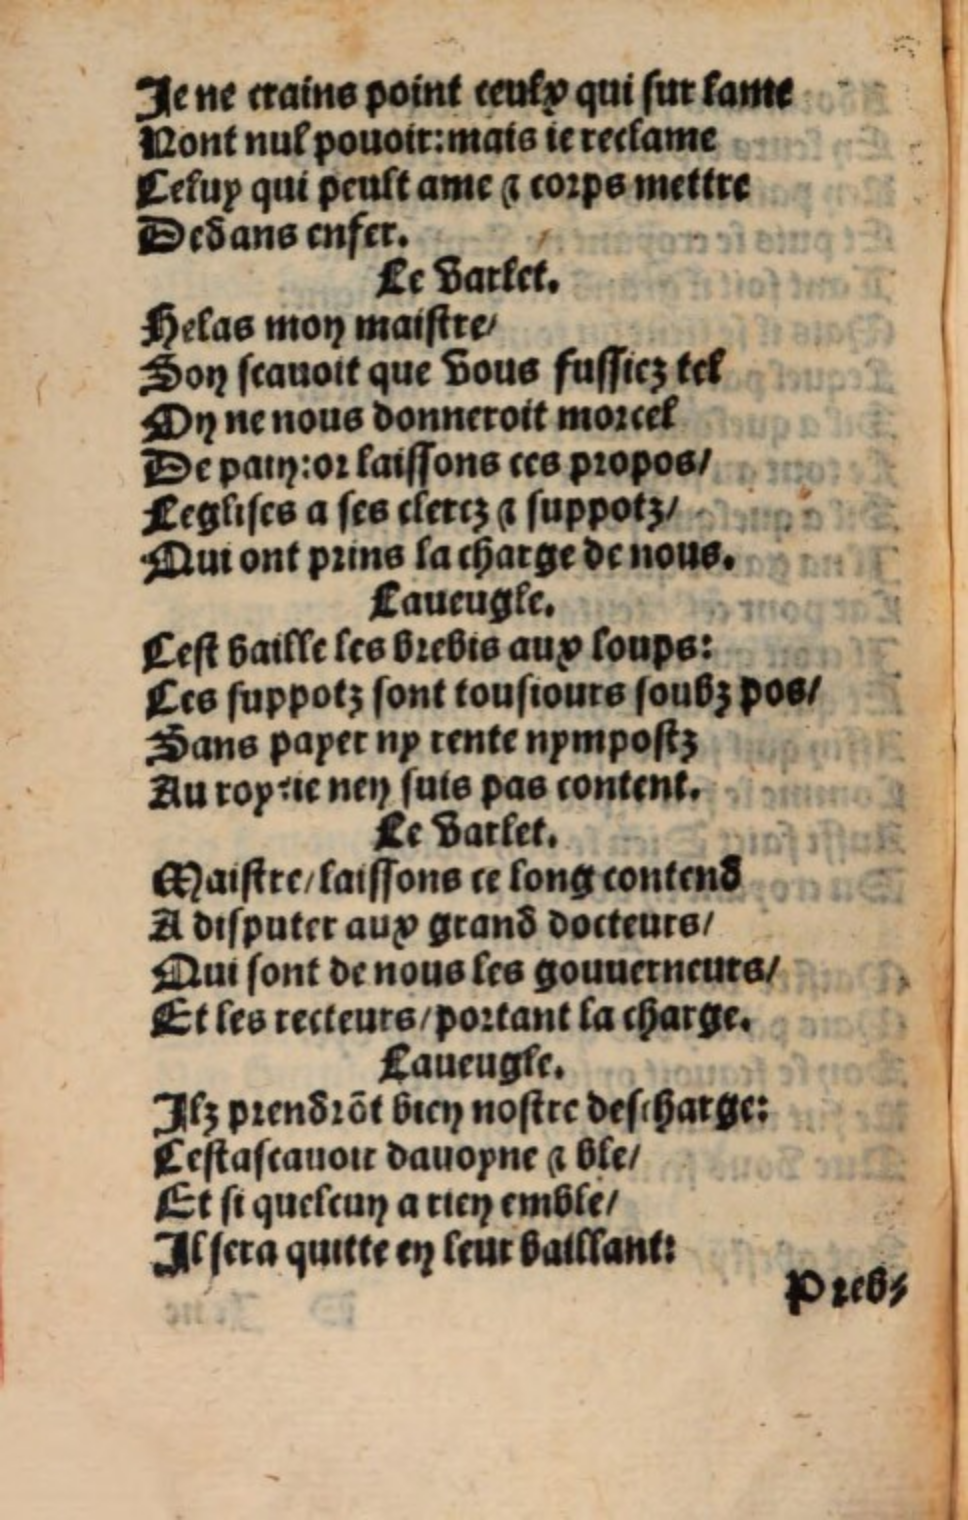 Je ne crains point ceulx qui sur lame
Nont nul pouoir: mais ie reclame
Celuy qui peult ame & corps mettre
Dedans enfer.
Le Varlet.
Helas mon maistre/
Son scauoit que vous fussiez tel
On ne nous donneroit morcel
De pain: or laissons ces propos/
Leglises a ses clercz & suppotz/
Qui ont prins la charge de nous.
Laueugle.
Cest baille les brebis aux loups:
Ces suppotz sont tousiours soubz pos/
Sans payer ny rente nympostz
Au roy: ie nen suis pas content.
Le Varlet.
Maistre/ laissons ce long contend
A disputer aux grand docteurs/
Qui sont de nous les gouuerneurs/
Et les recteurs/ portant la charge.
Laueugle.
Ilz prendrõt bien nostre descharge:
Cestascauoir dauoyne & ble/
Et si quelcun a rien emble/
Il sera quitte en leur baillant:
Preb-